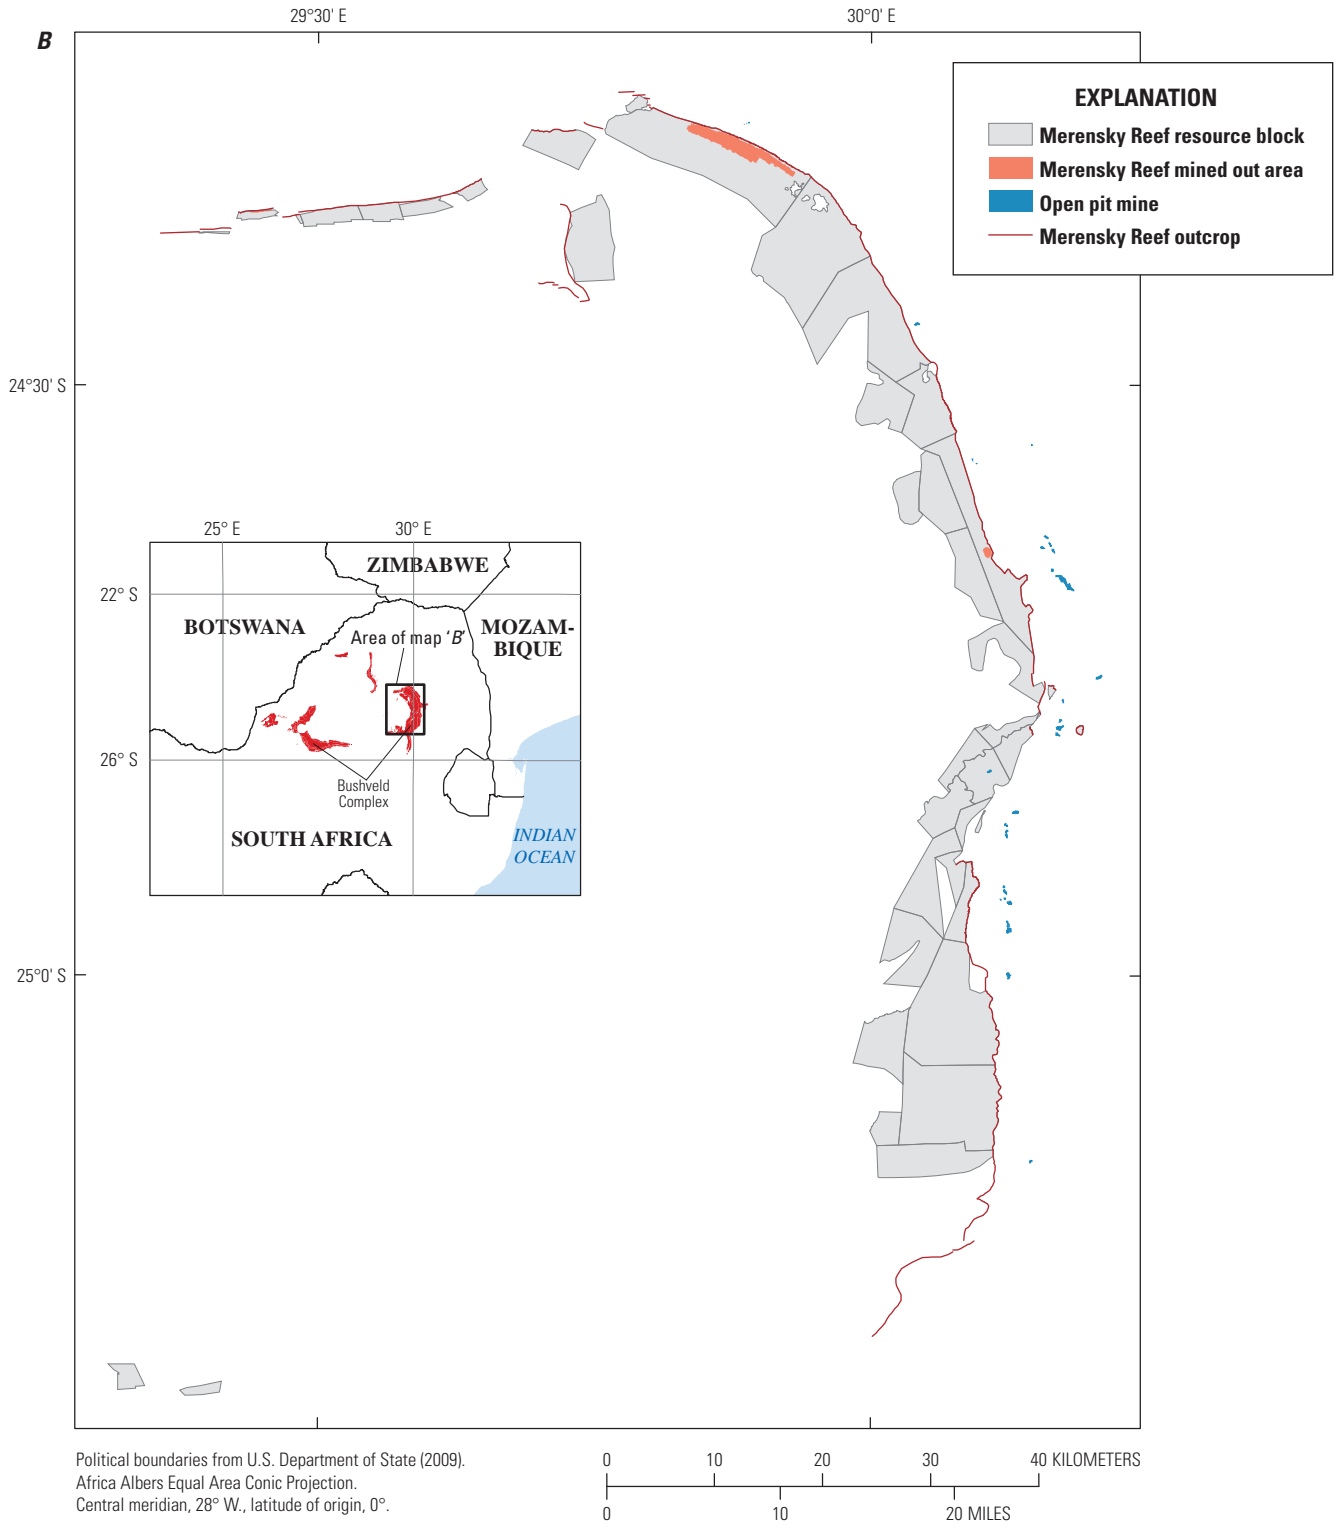 B
29°30' E
30°0' E
EXPLANATION
Merensky Reef resource block
Merensky Reef mined out area
Open pit mine
Merensky Reef outcrop
24°30' S
25°0' S
25° E
30° E
22° S
26° S
ZIMBABWE
BOTSWANA
MOZAM-
BIQUE
Area of map 'B'
Bushveld
Complex
SOUTH AFRICA
INDIAN
OCEAN
Political boundaries from U.S. Department of State (2009).
Africa Albers Equal Area Conic Projection.
Central meridian, 28° W., latitude of origin, 0°.
0 10 20 30 40 KILOMETERS
0 10 20 MILES